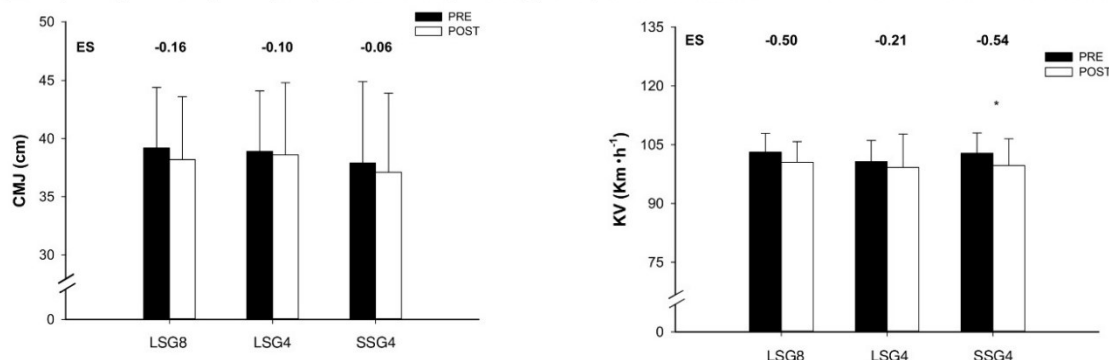 50
45
40
35
30
0
CMJ (cm)
ES -0.16 -0.10 -0.06
PRE
POST
LSG8 LSG4 SSG4
135
120
105
90
75
0
KV (Km·h⁻¹)
ES -0.50 -0.21 -0.54
PRE
POST
*
LSG8 LSG4 SSG4